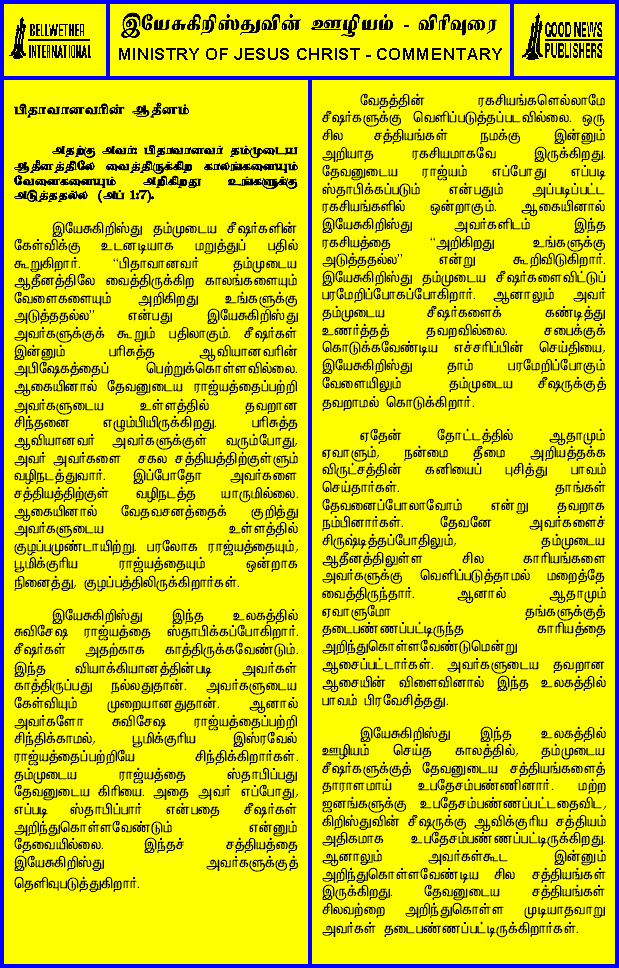 BELLWETHER
INTERNATIONAL
இயேசுகிறிஸ்துவின் ஊழியம் - விரிவுரை
MINISTRY OF JESUS CHRIST - COMMENTARY
GOOD NEWS
PUBLISHERS
பிதாவானவரின் ஆதீனம்
அதற்கு அவர்: பிதாவானவர் தம்முடைய
ஆதீனத்திலே வைத்திருக்கிற காலங்களையும்
வேளைகளையும் அறிகிறது உங்களுக்கு
அடுத்ததல்ல (அப் 1:7).
இயேசுகிறிஸ்து தம்முடைய சீஷர்களின்
கேள்விக்கு உடனடியாக மறுத்துப் பதில்
கூறுகிறார். “பிதாவானவர் தம்முடைய
ஆதீனத்திலே வைத்திருக்கிற காலங்களையும்
வேளைகளையும் அறிகிறது உங்களுக்கு
அடுத்ததல்ல” என்பது இயேசுகிறிஸ்து
அவர்களுக்குக் கூறும் பதிலாகும். சீஷர்கள்
இன்னும் பரிசுத்த ஆவியானவரின்
அபிஷேகத்தைப் பெற்றுக்கொள்ளவில்லை.
ஆகையினால் தேவனுடைய ராஜ்யத்தைப்பற்றி
அவர்களுடைய உள்ளத்தில் தவறான
சிந்தனை எழும்பியிருக்கிறது. பரிசுத்த
ஆவியானவர் அவர்களுக்குள் வரும்போது,
அவர் அவர்களை சகல சத்தியத்திற்குள்ளும்
வழிநடத்துவார். இப்போதோ அவர்களை
சத்தியத்திற்குள் வழிநடத்த யாருமில்லை.
ஆகையினால் வேதவசனத்தைக் குறித்து
அவர்களுடைய உள்ளத்தில்
குழப்பமுண்டாயிற்று. பரலோக ராஜ்யத்தையும்,
பூமிக்குரிய ராஜ்யத்தையும் ஒன்றாக
நினைத்து, குழப்பத்திலிருக்கிறார்கள்.
இயேசுகிறிஸ்து இந்த உலகத்தில்
சுவிசேஷ ராஜ்யத்தை ஸ்தாபிக்கப்போகிறார்.
சீஷர்கள் அதற்காக காத்திருக்கவேண்டும்.
இந்த வியாக்கியானத்தின்படி அவர்கள்
காத்திருப்பது நல்லதுதான். அவர்களுடைய
கேள்வியும் முறையானதுதான். ஆனால்
அவர்களோ சுவிசேஷ ராஜ்யத்தைப்பற்றி
சிந்திக்காமல், பூமிக்குரிய இஸ்ரவேல்
ராஜ்யத்தைப்பற்றியே சிந்திக்கிறார்கள்.
தம்முடைய ராஜ்யத்தை ஸ்தாபிப்பது
தேவனுடைய கிரியை. அதை அவர் எப்போது,
எப்படி ஸ்தாபிப்பார் என்பதை சீஷர்கள்
அறிந்துகொள்ளவேண்டும் என்னும்
தேவையில்லை. இந்தச் சத்தியத்தை
இயேசுகிறிஸ்து அவர்களுக்குத்
தெளிவுபடுத்துகிறார்.
வேதத்தின் ரகசியங்களெல்லாமே
சீஷர்களுக்கு வெளிப்படுத்தப்படவில்லை. ஒரு
சில சத்தியங்கள் நமக்கு இன்னும்
அறியாத ரகசியமாகவே இருக்கிறது.
தேவனுடைய ராஜ்யம் எப்போது எப்படி
ஸ்தாபிக்கப்படும் என்பதும் அப்படிப்பட்ட
ரகசியங்களில் ஒன்றாகும். ஆகையினால்
இயேசுகிறிஸ்து அவர்களிடம் இந்த
ரகசியத்தை “அறிகிறது உங்களுக்கு
அடுத்ததல்ல” என்று கூறிவிடுகிறார்.
இயேசுகிறிஸ்து தம்முடைய சீஷர்களைவிட்டுப்
பரமேறிப்போகப்போகிறார். ஆனாலும் அவர்
தம்முடைய சீஷர்களைக் கண்டித்து
உணர்த்தத் தவறவில்லை. சபைக்குக்
கொடுக்கவேண்டிய எச்சரிப்பின் செய்தியை,
இயேசுகிறிஸ்து தாம் பரமேறிப்போகும்
வேளையிலும் தம்முடைய சீஷருக்குத்
தவறாமல் கொடுக்கிறார்.
ஏதேன் தோட்டத்தில் ஆதாமும்
ஏவாளும், நன்மை தீமை அறியத்தக்க
விருட்சத்தின் கனியைப் புசித்து பாவம்
செய்தார்கள். தாங்கள்
தேவனைப்போலாவோம் என்று தவறாக
நம்பினார்கள். தேவனே அவர்களைச்
சிருஷ்டித்தப்போதிலும், தம்முடைய
ஆதீனத்திலுள்ள சில காரியங்களை
அவர்களுக்கு வெளிப்படுத்தாமல் மறைத்தே
வைத்திருந்தார். ஆனால் ஆதாமும்
ஏவாளுமோ தங்களுக்குத்
தடைபண்ணப்பட்டிருந்த காரியத்தை
அறிந்துகொள்ளவேண்டுமென்று
ஆசைப்பட்டார்கள். அவர்களுடைய தவறான
ஆசையின் விளைவினால் இந்த உலகத்தில்
பாவம் பிரவேசித்தது.
இயேசுகிறிஸ்து இந்த உலகத்தில்
ஊழியம் செய்த காலத்தில், தம்முடைய
சீஷர்களுக்குத் தேவனுடைய சத்தியங்களைத்
தாராளமாய் உபதேசம்பண்ணினார். மற்ற
ஜனங்களுக்கு உபதேசம்பண்ணப்பட்டதைவிட,
கிறிஸ்துவின் சீஷருக்கு ஆவிக்குரிய சத்தியம்
அதிகமாக உபதேசம்பண்ணப்பட்டிருக்கிறது.
ஆனாலும் அவர்கள்கூட இன்னும்
அறிந்துகொள்ளவேண்டிய சில சத்தியங்கள்
இருக்கிறது. தேவனுடைய சத்தியங்கள்
சிலவற்றை அறிந்துகொள்ள முடியாதவாறு
அவர்கள் தடைபண்ணப்பட்டிருக்கிறார்கள்.